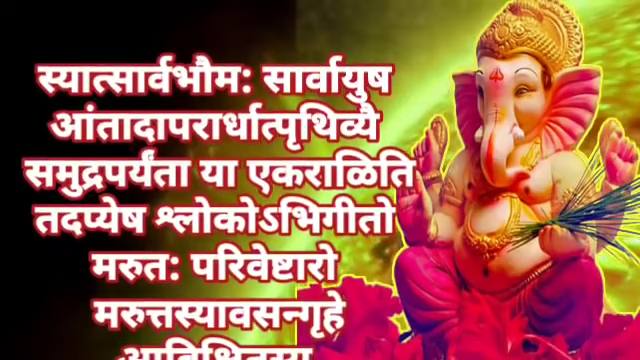 स्यात्सार्वभौम: सार्वायुष
आंतादापरार्धात्पृथिव्यै
समुद्रपर्यंता या एकराळिति
तदप्येष श्लोकोऽभिगीतो
मरुत: परिवेष्टारो
मरुत्तस्यावसन्गृहे